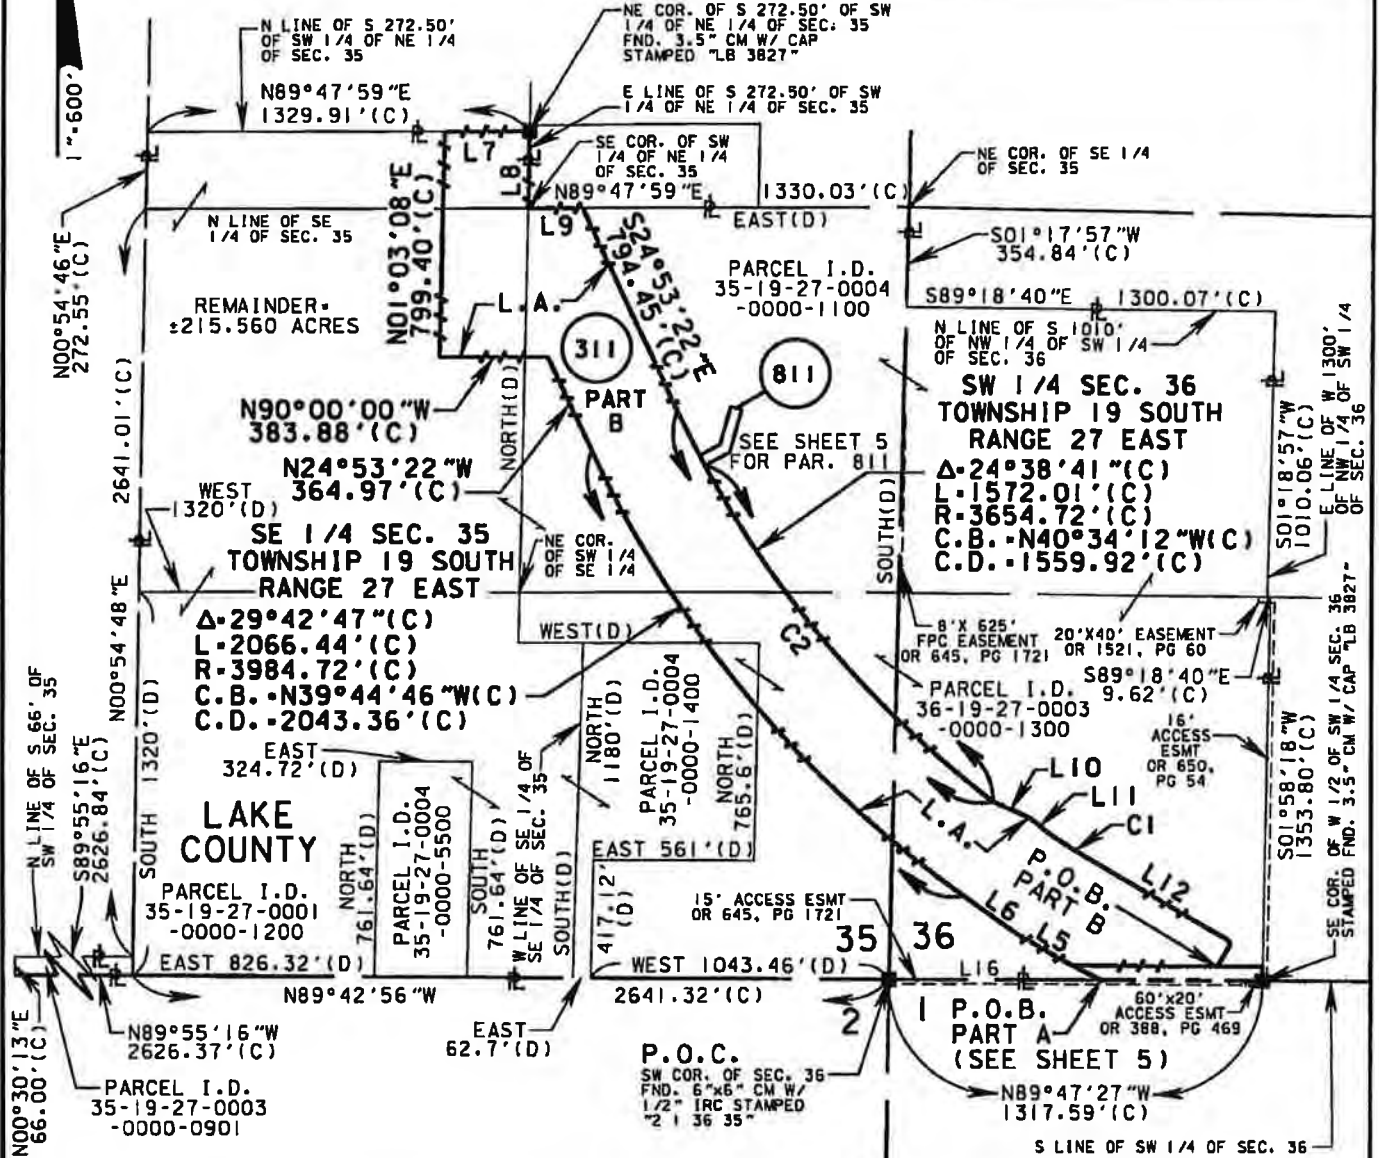 N LINE OF S 272.50'
OF SW 1/4 OF NE 1/4
OF SEC. 35
NE COR. OF S 272.50' OF SW
1/4 OF NE 1/4 OF SEC. 35
FND. 3.5" CM W/ CAP
STAMPED "LB 3827"
1"=600'
N89°47'59"E
1329.91'(C)
E LINE OF S 272.50' OF SW
1/4 OF NE 1/4 OF SEC. 35
L7
L8
SE COR. OF SW
1/4 OF NE 1/4
OF SEC. 35
N89°47'59"E
1330.03'(C)
EAST(D)
NE COR. OF SE 1/4
OF SEC. 35
N00°54'46"E
272.55'(C)
N LINE OF SE
1/4 OF SEC. 35
N01°03'08"E
799.40'(C)
L9
S24°53'22"E
794.45'(C)
S01°17'57"W
354.84'(C)
PARCEL I.D.
35-19-27-0004
-0000-1100
S89°18'40"E
1300.07'(C)
REMAINDER=
±215.560 ACRES
L.A.
311
PART
B
811
N LINE OF S 1010'
OF NW 1/4 OF SW 1/4
OF SEC. 36
SW 1/4 SEC. 36
TOWNSHIP 19 SOUTH
RANGE 27 EAST
Δ=24°38'41"(C)
L=1572.01'(C)
R=3654.72'(C)
C.B.=N40°34'12"W(C)
C.D.=1559.92'(C)
S01°18'57"W
1010.06'(C)
E LINE OF W 1300'
OF NW 1/4 OF SW 1/4
OF SEC. 36
N90°00'00"W
383.88'(C)
NORTH(D)
SEE SHEET 5
FOR PAR. 811
N24°53'22"W
364.97'(C)
2641.01'(C)
WEST
1320'(D)
SOUTH(D)
SE 1/4 SEC. 35
TOWNSHIP 19 SOUTH
RANGE 27 EAST
NE COR.
OF SW 1/4
OF SE 1/4
Δ=29°42'47"(C)
L=2066.44'(C)
R=3984.72'(C)
C.B.=N39°44'46"W(C)
C.D.=2043.36'(C)
N00°54'48"E
WEST(D)
C2
8'X 625'
FPC EASEMENT
OR 645, PG 1721
20'X40' EASEMENT
OR 1521, PG 60
S89°18'40"E
9.62'(C)
PARCEL I.D.
36-19-27-0003
-0000-1300
16'
ACCESS
ESMT
OR 650,
PG 54
S01°58'18"W
1353.80'(C)
SE COR. OF W 1/2 OF SW 1/4 SEC. 36
STAMPED FND. 3.5" CM W/ CAP "LB 3827"
N LINE OF S 66' OF
SW 1/4 OF SEC. 35
S89°55'16"E
2626.84'(C)
SOUTH 1320'(D)
EAST
324.72'(D)
LAKE
COUNTY
NORTH
761.64'(D)
PARCEL I.D.
35-19-27-0004
-0000-5500
SOUTH
761.64'(D)
W LINE OF SE 1/4 OF
SE 1/4 OF SEC. 35
SOUTH(D)
NORTH
1180'(D)
PARCEL I.D.
35-19-27-0004
-0000-1400
NORTH
765.6'(D)
EAST 561'(D)
417.12'
(D)
L10
L11
C1
L.A.
L12
P.O.B.
PART B
PARCEL I.D.
35-19-27-0001
-0000-1200
15' ACCESS ESMT
OR 645, PG 1721
L6
L5
35
36
EAST 826.32'(D)
WEST 1043.46'(D)
L16
N89°42'56"W
2641.32'(C)
2
1
P.O.B.
PART A
(SEE SHEET 5)
60'x20'
ACCESS ESMT
OR 388, PG 469
N00°30'13"E
66.00'(C)
N89°55'16"W
2626.37'(C)
EAST
62.7'(D)
P.O.C.
SW COR. OF SEC. 36
FND. 6"x6" CM W/
1/2" IRC STAMPED
"2 1 36 35"
N89°47'27"W
1317.59'(C)
PARCEL I.D.
35-19-27-0003
-0000-0901
S LINE OF SW 1/4 OF SEC. 36